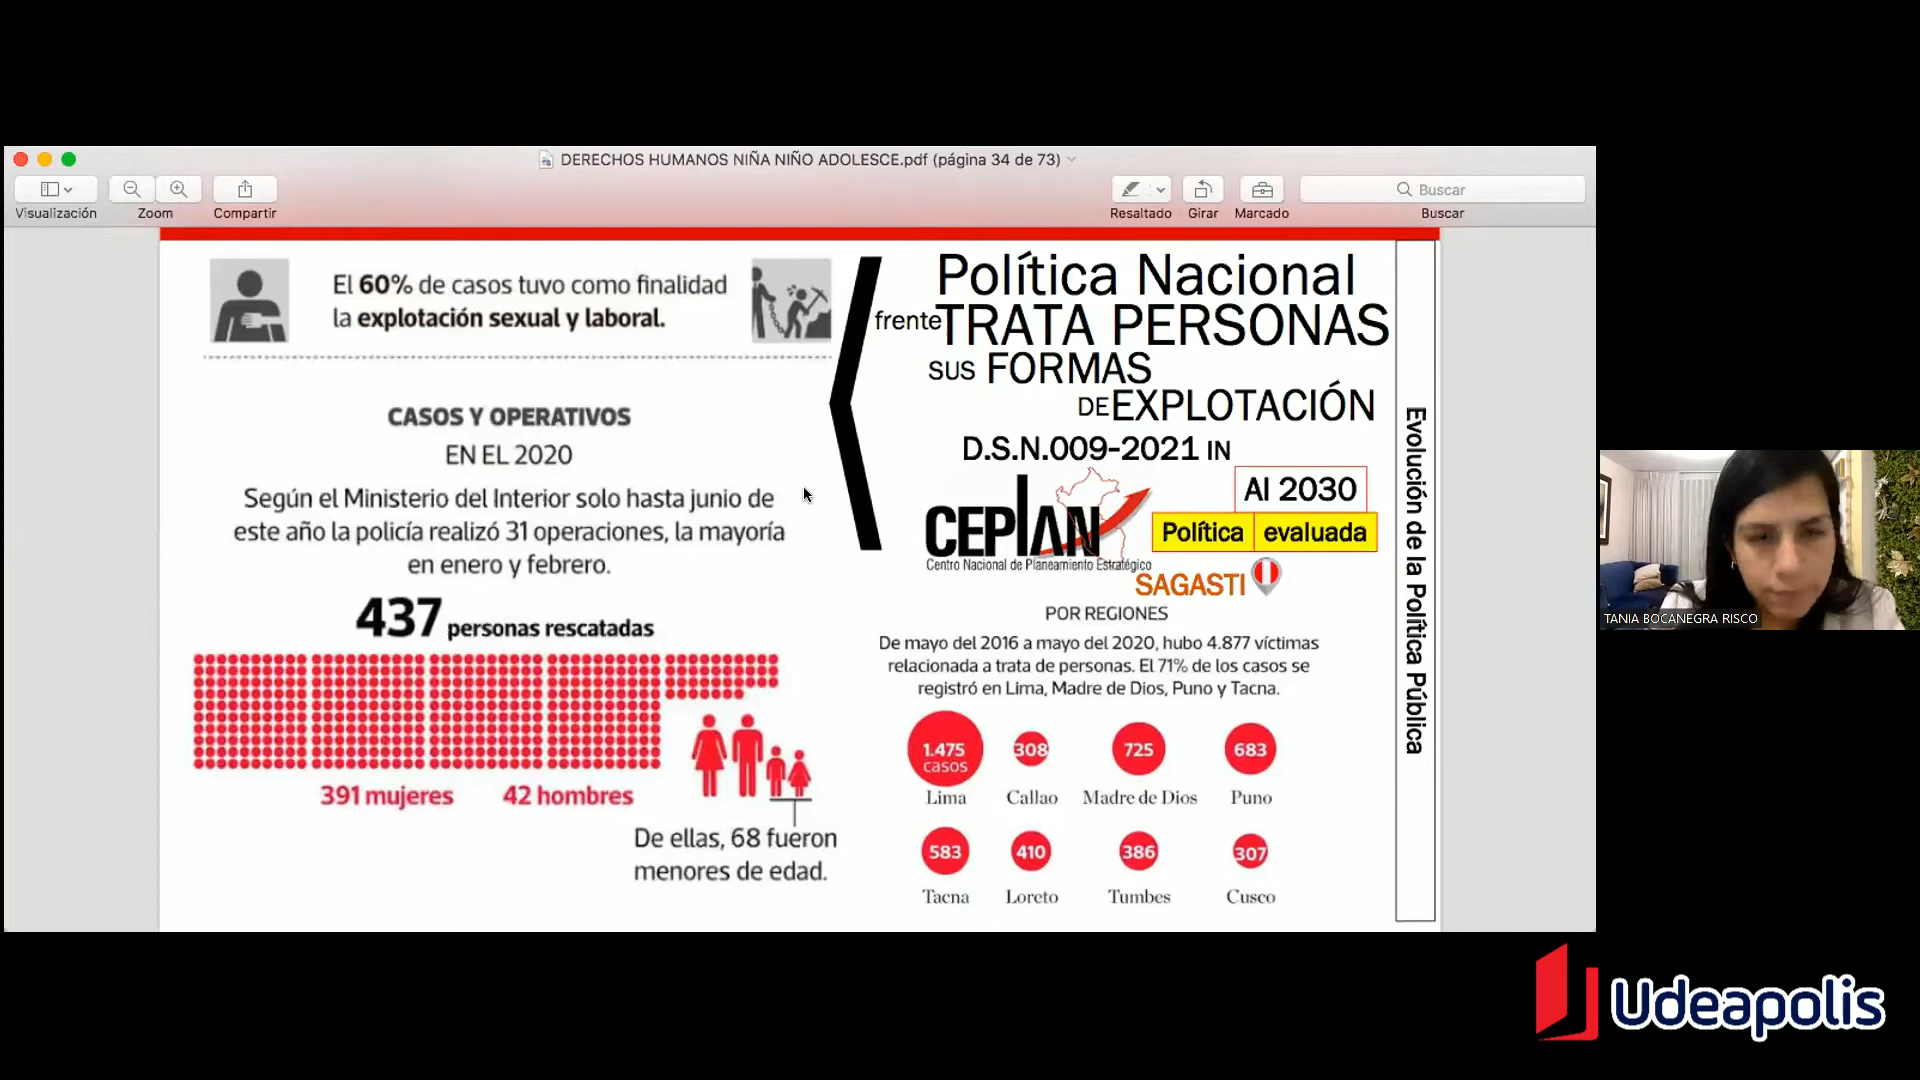 DERECHOS HUMANOS NIÑA NIÑO ADOLESCE.pdf (página 34 de 73)
Visualización
Zoom
Compartir
Resaltado
Girar
Marcado
Buscar
Buscar
El 60% de casos tuvo como finalidad
la explotación sexual y laboral.
CASOS Y OPERATIVOS
EN EL 2020
Según el Ministerio del Interior solo hasta junio de
este año la policía realizó 31 operaciones, la mayoría
en enero y febrero.
437 personas rescatadas
391 mujeres
42 hombres
De ellas, 68 fueron
menores de edad.
Política Nacional
frente TRATA PERSONAS
SUS FORMAS
DE EXPLOTACIÓN
D.S.N.009-2021 IN
CEPLAN
Centro Nacional de Planeamiento Estratégico
Al 2030
Política evaluada
SAGASTI
POR REGIONES
De mayo del 2016 a mayo del 2020, hubo 4.877 víctimas
relacionada a trata de personas. El 71% de los casos se
registró en Lima, Madre de Dios, Puno y Tacna.
1.475 308 725 683
casos
Lima Callao Madre de Dios Puno
583 410 386 307
Tacna Loreto Tumbes Cusco
Evolución de la Política Pública
TANIA BOCANEGRA RISCO
Udeapolis